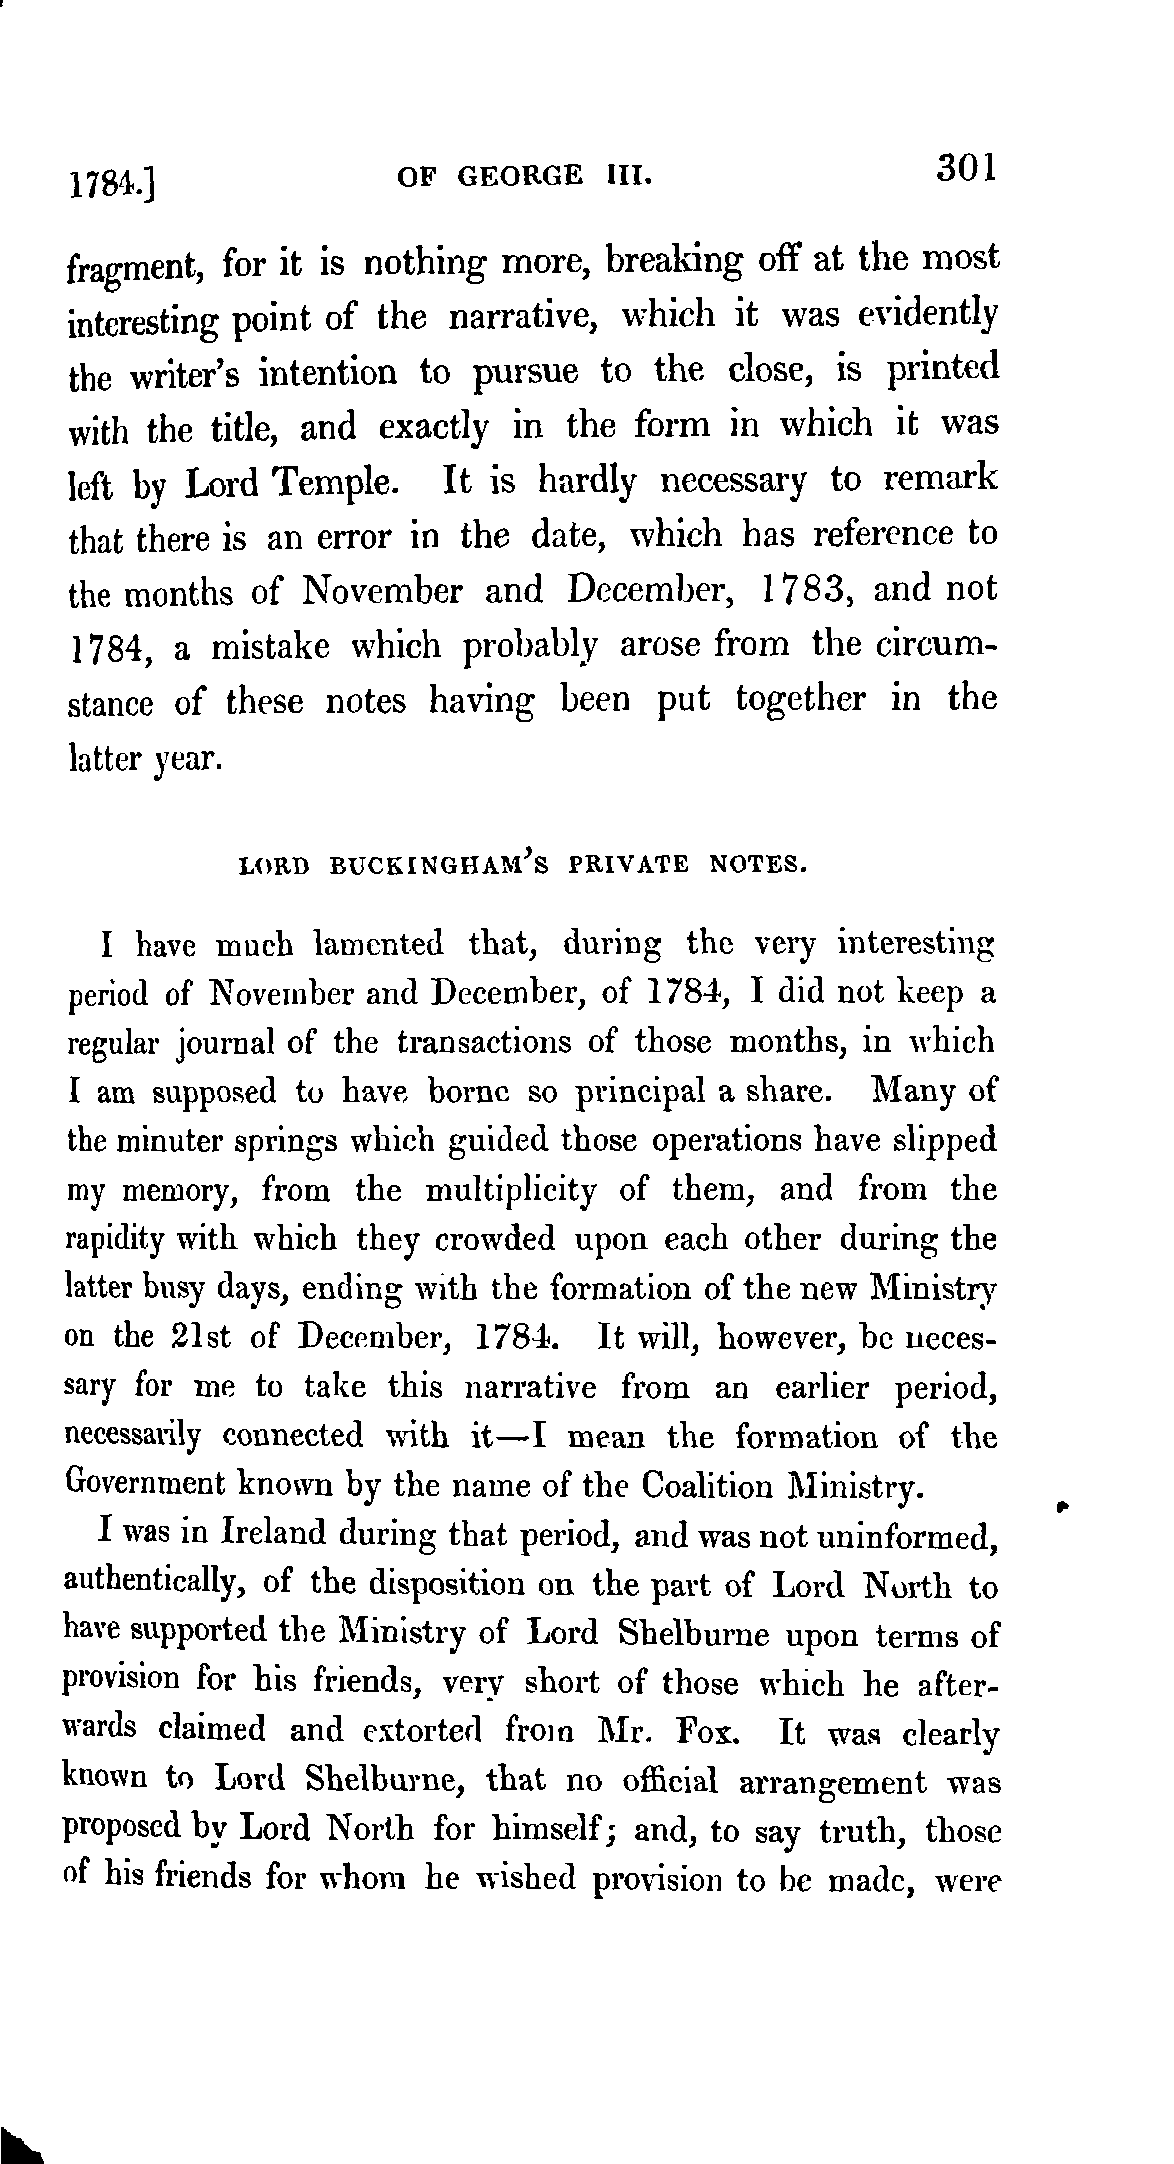 1784.] OF GEORGE III. 301
fragment, for it is nothing more, breaking off at the most
interesting point of the narrative, which it was evidently
the writer's intention to pursue to the close, is printed
with the title, and exactly in the form in which it was
left by Lord Temple. It is hardly necessary to remark
that there is an error in the date, which has reference to
the months of November and December, 1783, and not
1784, a mistake which probably arose from the circum-
stance of these notes having been put together in the
latter year.
LORD BUCKINGHAM'S PRIVATE NOTES.
I have much lamented that, during the very interesting
period of November and December, of 1784, I did not keep a
regular journal of the transactions of those months, in which
I am supposed to have borne so principal a share. Many of
the minuter springs which guided those operations have slipped
my memory, from the multiplicity of them, and from the
rapidity with which they crowded upon each other during the
latter busy days, ending with the formation of the new Ministry
on the 21st of December, 1784. It will, however, be neces-
sary for me to take this narrative from an earlier period,
necessarily connected with it—I mean the formation of the
Government known by the name of the Coalition Ministry.
I was in Ireland during that period, and was not uninformed,
authentically, of the disposition on the part of Lord North to
have supported the Ministry of Lord Shelburne upon terms of
provision for his friends, very short of those which he after-
wards claimed and extorted from Mr. Fox. It was clearly
known to Lord Shelburne, that no official arrangement was
proposed by Lord North for himself; and, to say truth, those
of his friends for whom he wished provision to be made, were